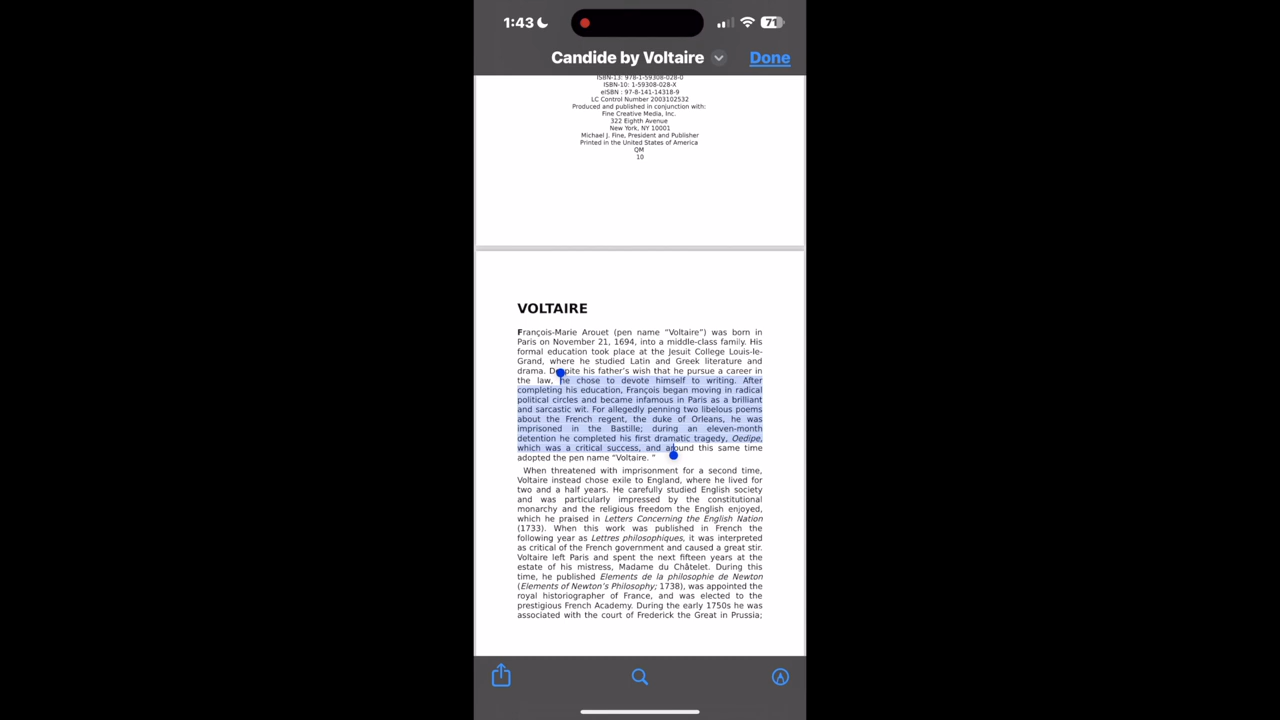 1:43
71
Candide by Voltaire
Done
ISBN-13: 978-1-59308-028-0
ISBN-10: 1-59308-028-X
eISBN : 97-8-141-14318-9
LC Control Number 2003102532
Produced and published in conjunction with:
Fine Creative Media, Inc.
322 Eighth Avenue
New York, NY 10001
Michael J. Fine, President and Publisher
Printed in the United States of America
QM
10
VOLTAIRE
François-Marie Arouet (pen name “Voltaire”) was born in
Paris on November 21, 1694, into a middle-class family. His
formal education took place at the Jesuit College Louis-le-
Grand, where he studied Latin and Greek literature and
drama. Despite his father’s wish that he pursue a career in
the law, he chose to devote himself to writing. After
completing his education, François began moving in radical
political circles and became infamous in Paris as a brilliant
and sarcastic wit. For allegedly penning two libelous poems
about the French regent, the duke of Orleans, he was
imprisoned in the Bastille; during an eleven-month
detention he completed his first dramatic tragedy, Oedipe,
which was a critical success, and around this same time
adopted the pen name “Voltaire. ”
When threatened with imprisonment for a second time,
Voltaire instead chose exile to England, where he lived for
two and a half years. He carefully studied English society
and was particularly impressed by the constitutional
monarchy and the religious freedom the English enjoyed,
which he praised in Letters Concerning the English Nation
(1733). When this work was published in French the
following year as Lettres philosophiques, it was interpreted
as critical of the French government and caused a great stir.
Voltaire left Paris and spent the next fifteen years at the
estate of his mistress, Madame du Châtelet. During this
time, he published Elements de la philosophie de Newton
(Elements of Newton’s Philosophy; 1738), was appointed the
royal historiographer of France, and was elected to the
prestigious French Academy. During the early 1750s he was
associated with the court of Frederick the Great in Prussia;